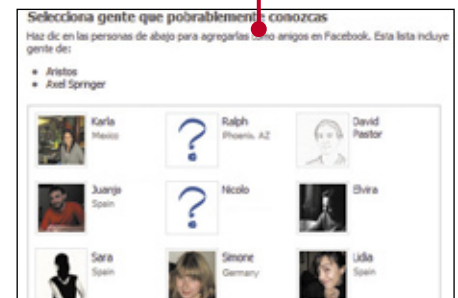 Selecciona gente que pobrablemente conozcas
Haz clic en las personas de abajo para agregarlas como amigos en Facebook. Esta lista incluye
gente de:
Aristos
Axel Springer
Karla
Mexico
Ralph
Phoenix, AZ
David
Pastor
Juanjo
Spain
Nicolo
Elvira
Sara
Spain
Simone
Germany
Lidia
Spain